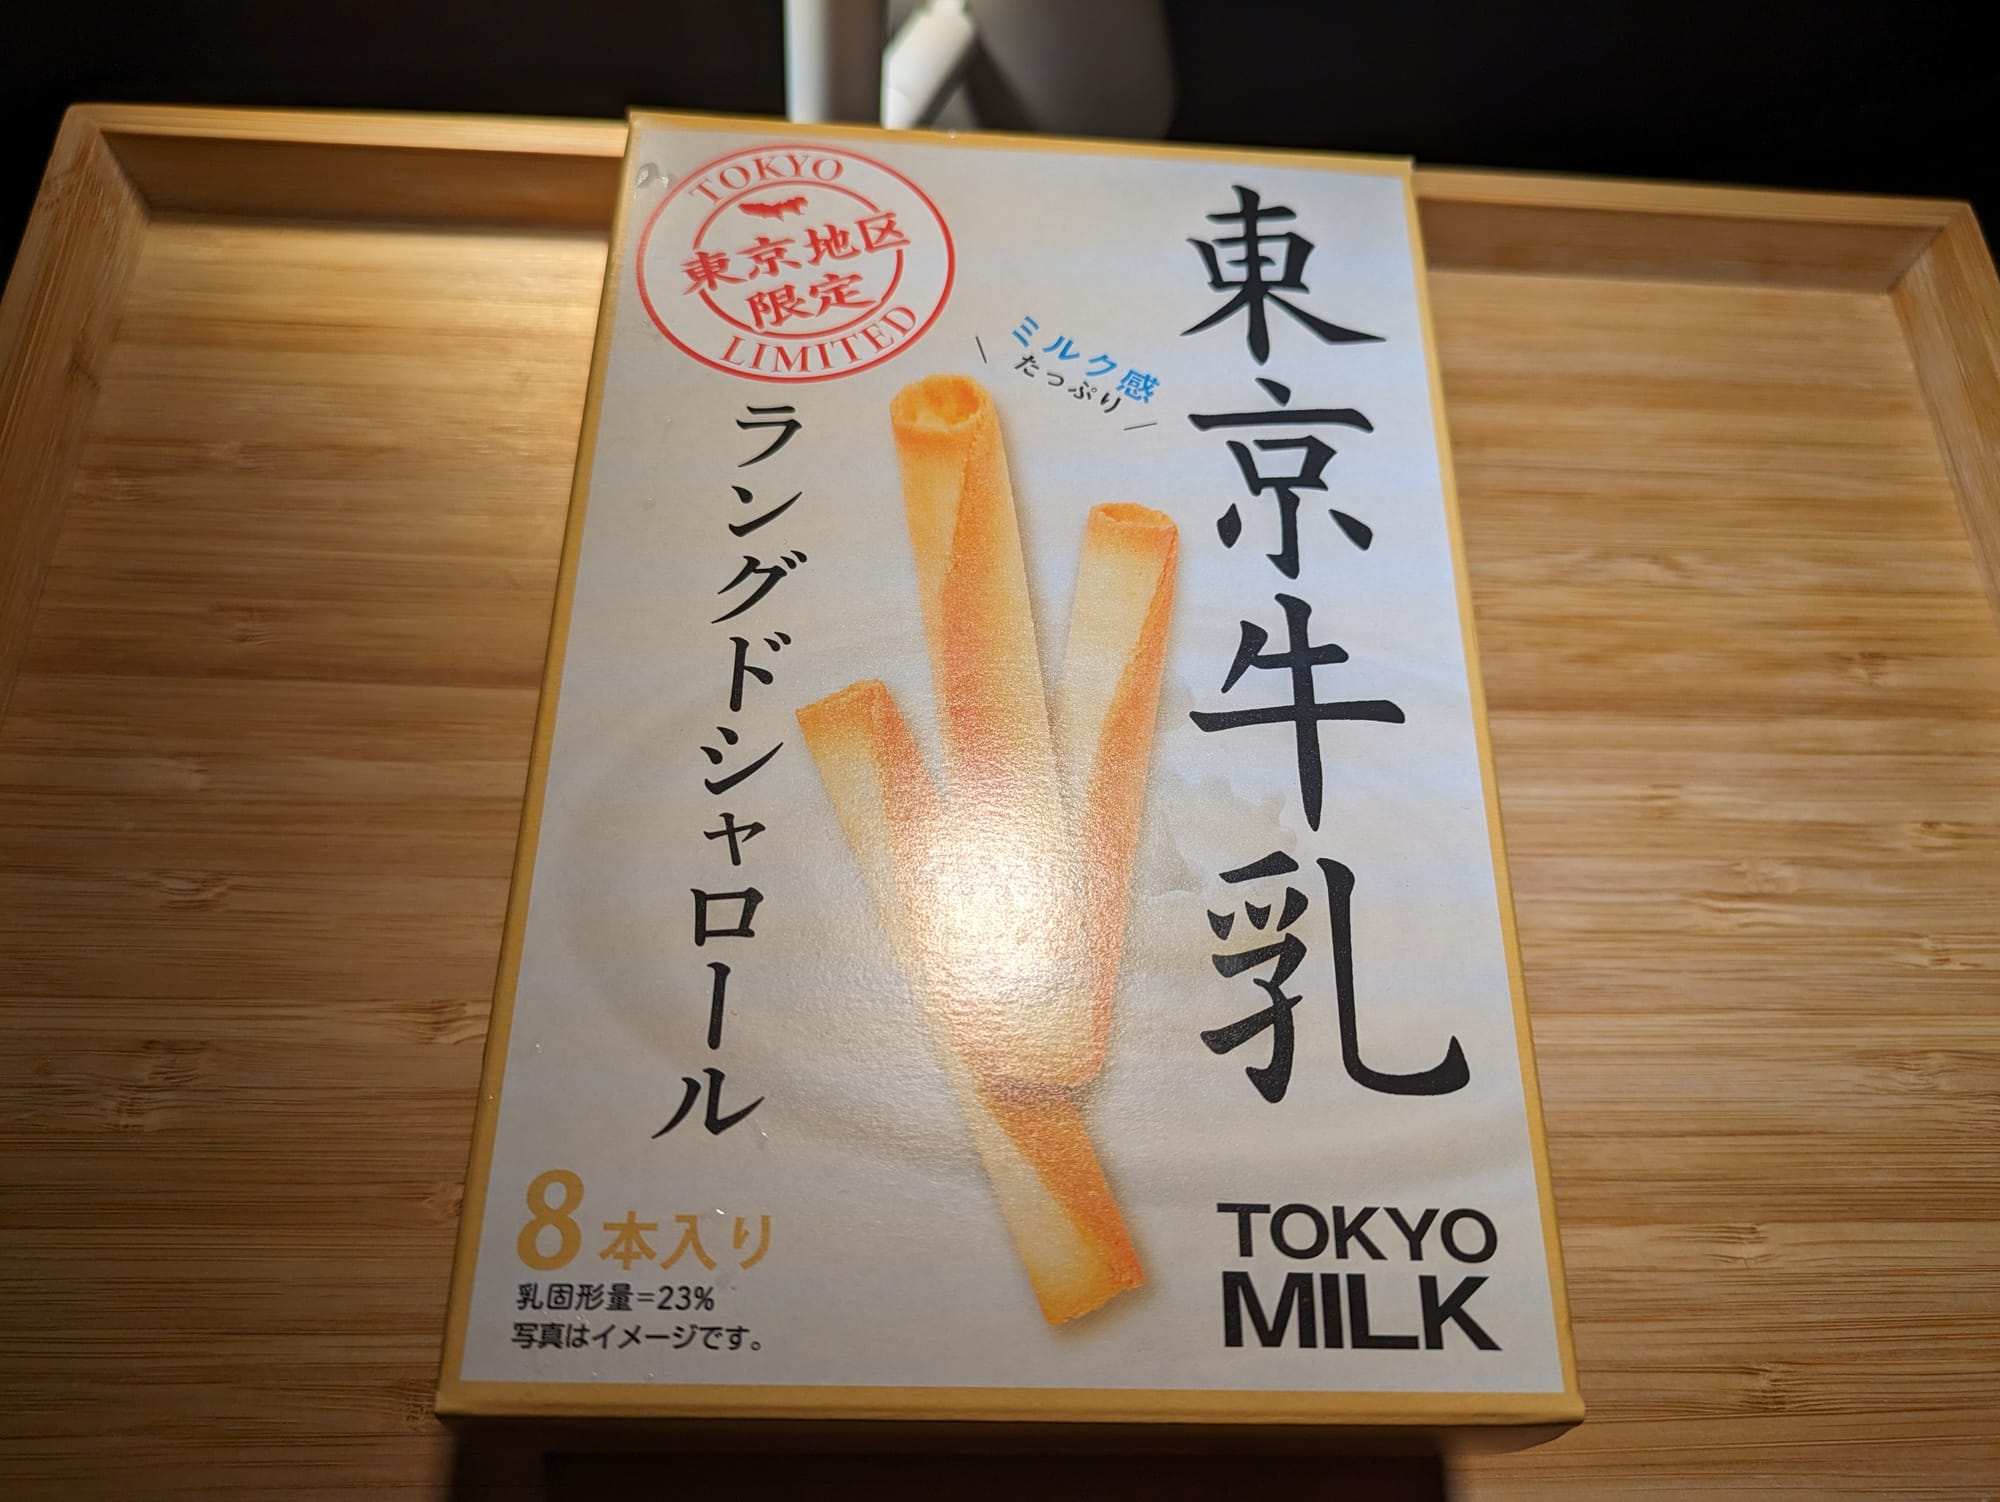 東京牛乳
ミルク感
たっぷり
TOKYO
東京地区
限定
LIMITED
ラングドシャロール
8本入り
乳固形量=23%
写真はイメージです。
TOKYO
MILK